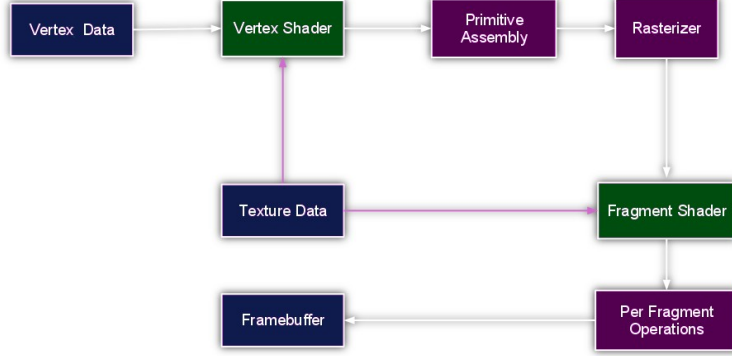 Vertex Data
Vertex Shader
Primitive
Assembly
Rasterizer
Texture Data
Fragment Shader
Framebuffer
Per Fragment
Operations